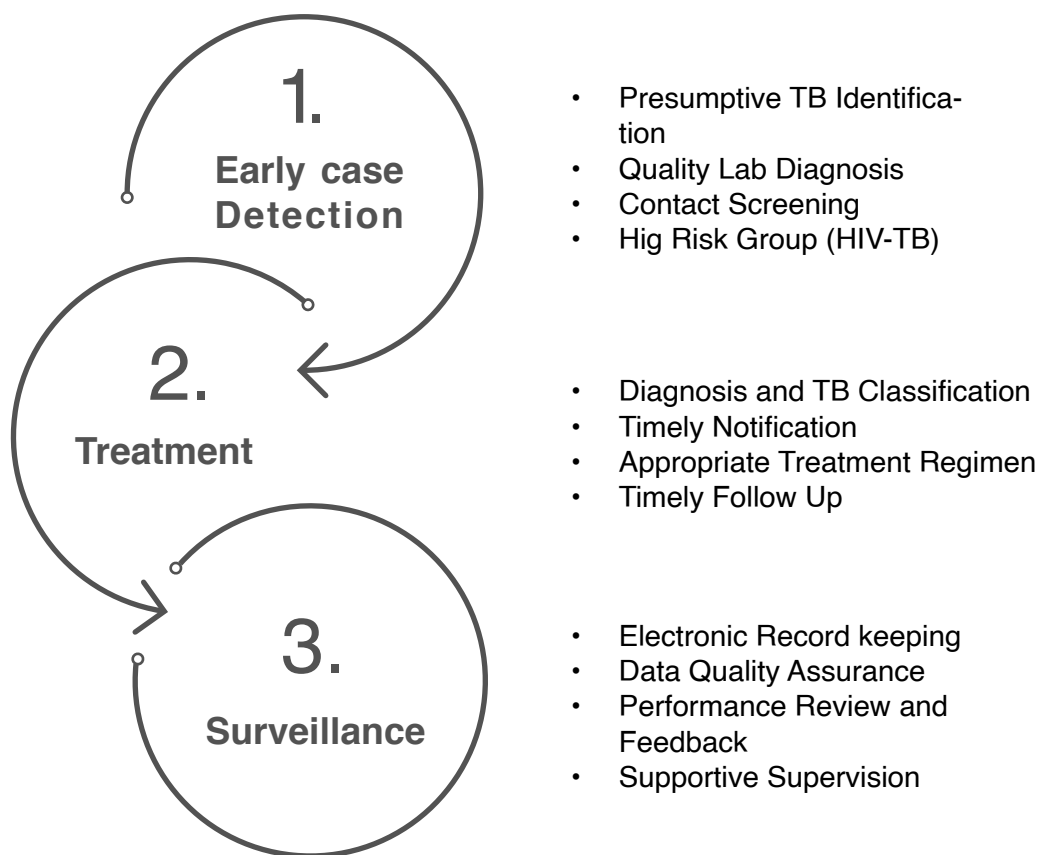 1.
Early case
Detection
• Presumptive TB Identifica-
tion
• Quality Lab Diagnosis
• Contact Screening
• Hig Risk Group (HIV-TB)
2.
Treatment
• Diagnosis and TB Classification
• Timely Notification
• Appropriate Treatment Regimen
• Timely Follow Up
3.
Surveillance
• Electronic Record keeping
• Data Quality Assurance
• Performance Review and
Feedback
• Supportive Supervision